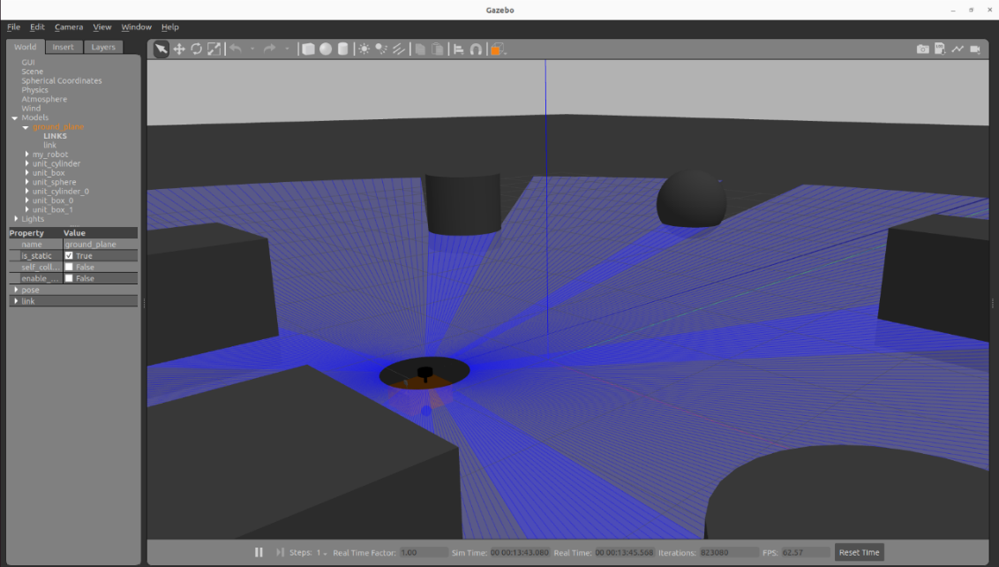 Gazebo
File Edit Camera View Window Help
World Insert Layers
GUI
Scene
Spherical Coordinates
Physics
Atmosphere
Wind
Models
ground_plane
LINKS
link
my_robot
unit_cylinder
unit_box
unit_sphere
unit_cylinder_0
unit_box_0
unit_box_1
Lights
Property Value
name ground_plane
is_static True
self_coll... False
enable_... False
pose
link
Steps: 1 Real Time Factor: 1.00 Sim Time: 00 00:13:43.080 Real Time: 00 00:13:45.568 Iterations: 823080 FPS: 62.57 Reset Time